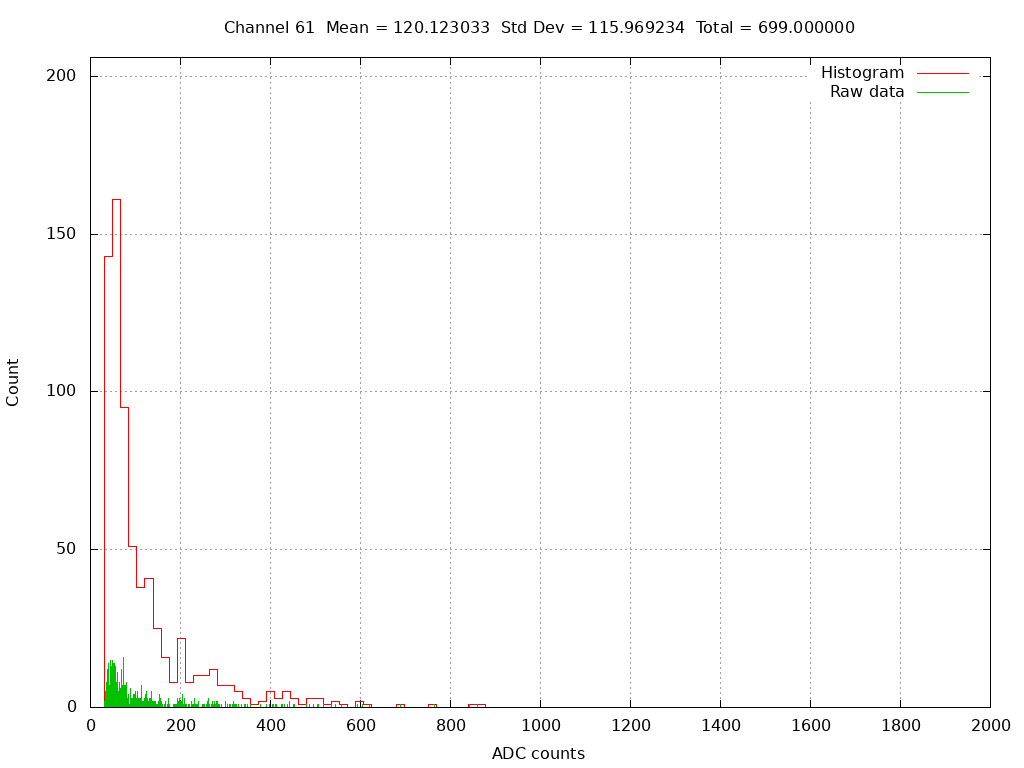 Channel 61  Mean = 120.123033  Std Dev = 115.969234  Total = 699.000000
Histogram
Raw data
200
150
100
50
0
Count
0 200 400 600 800 1000 1200 1400 1600 1800 2000
ADC counts